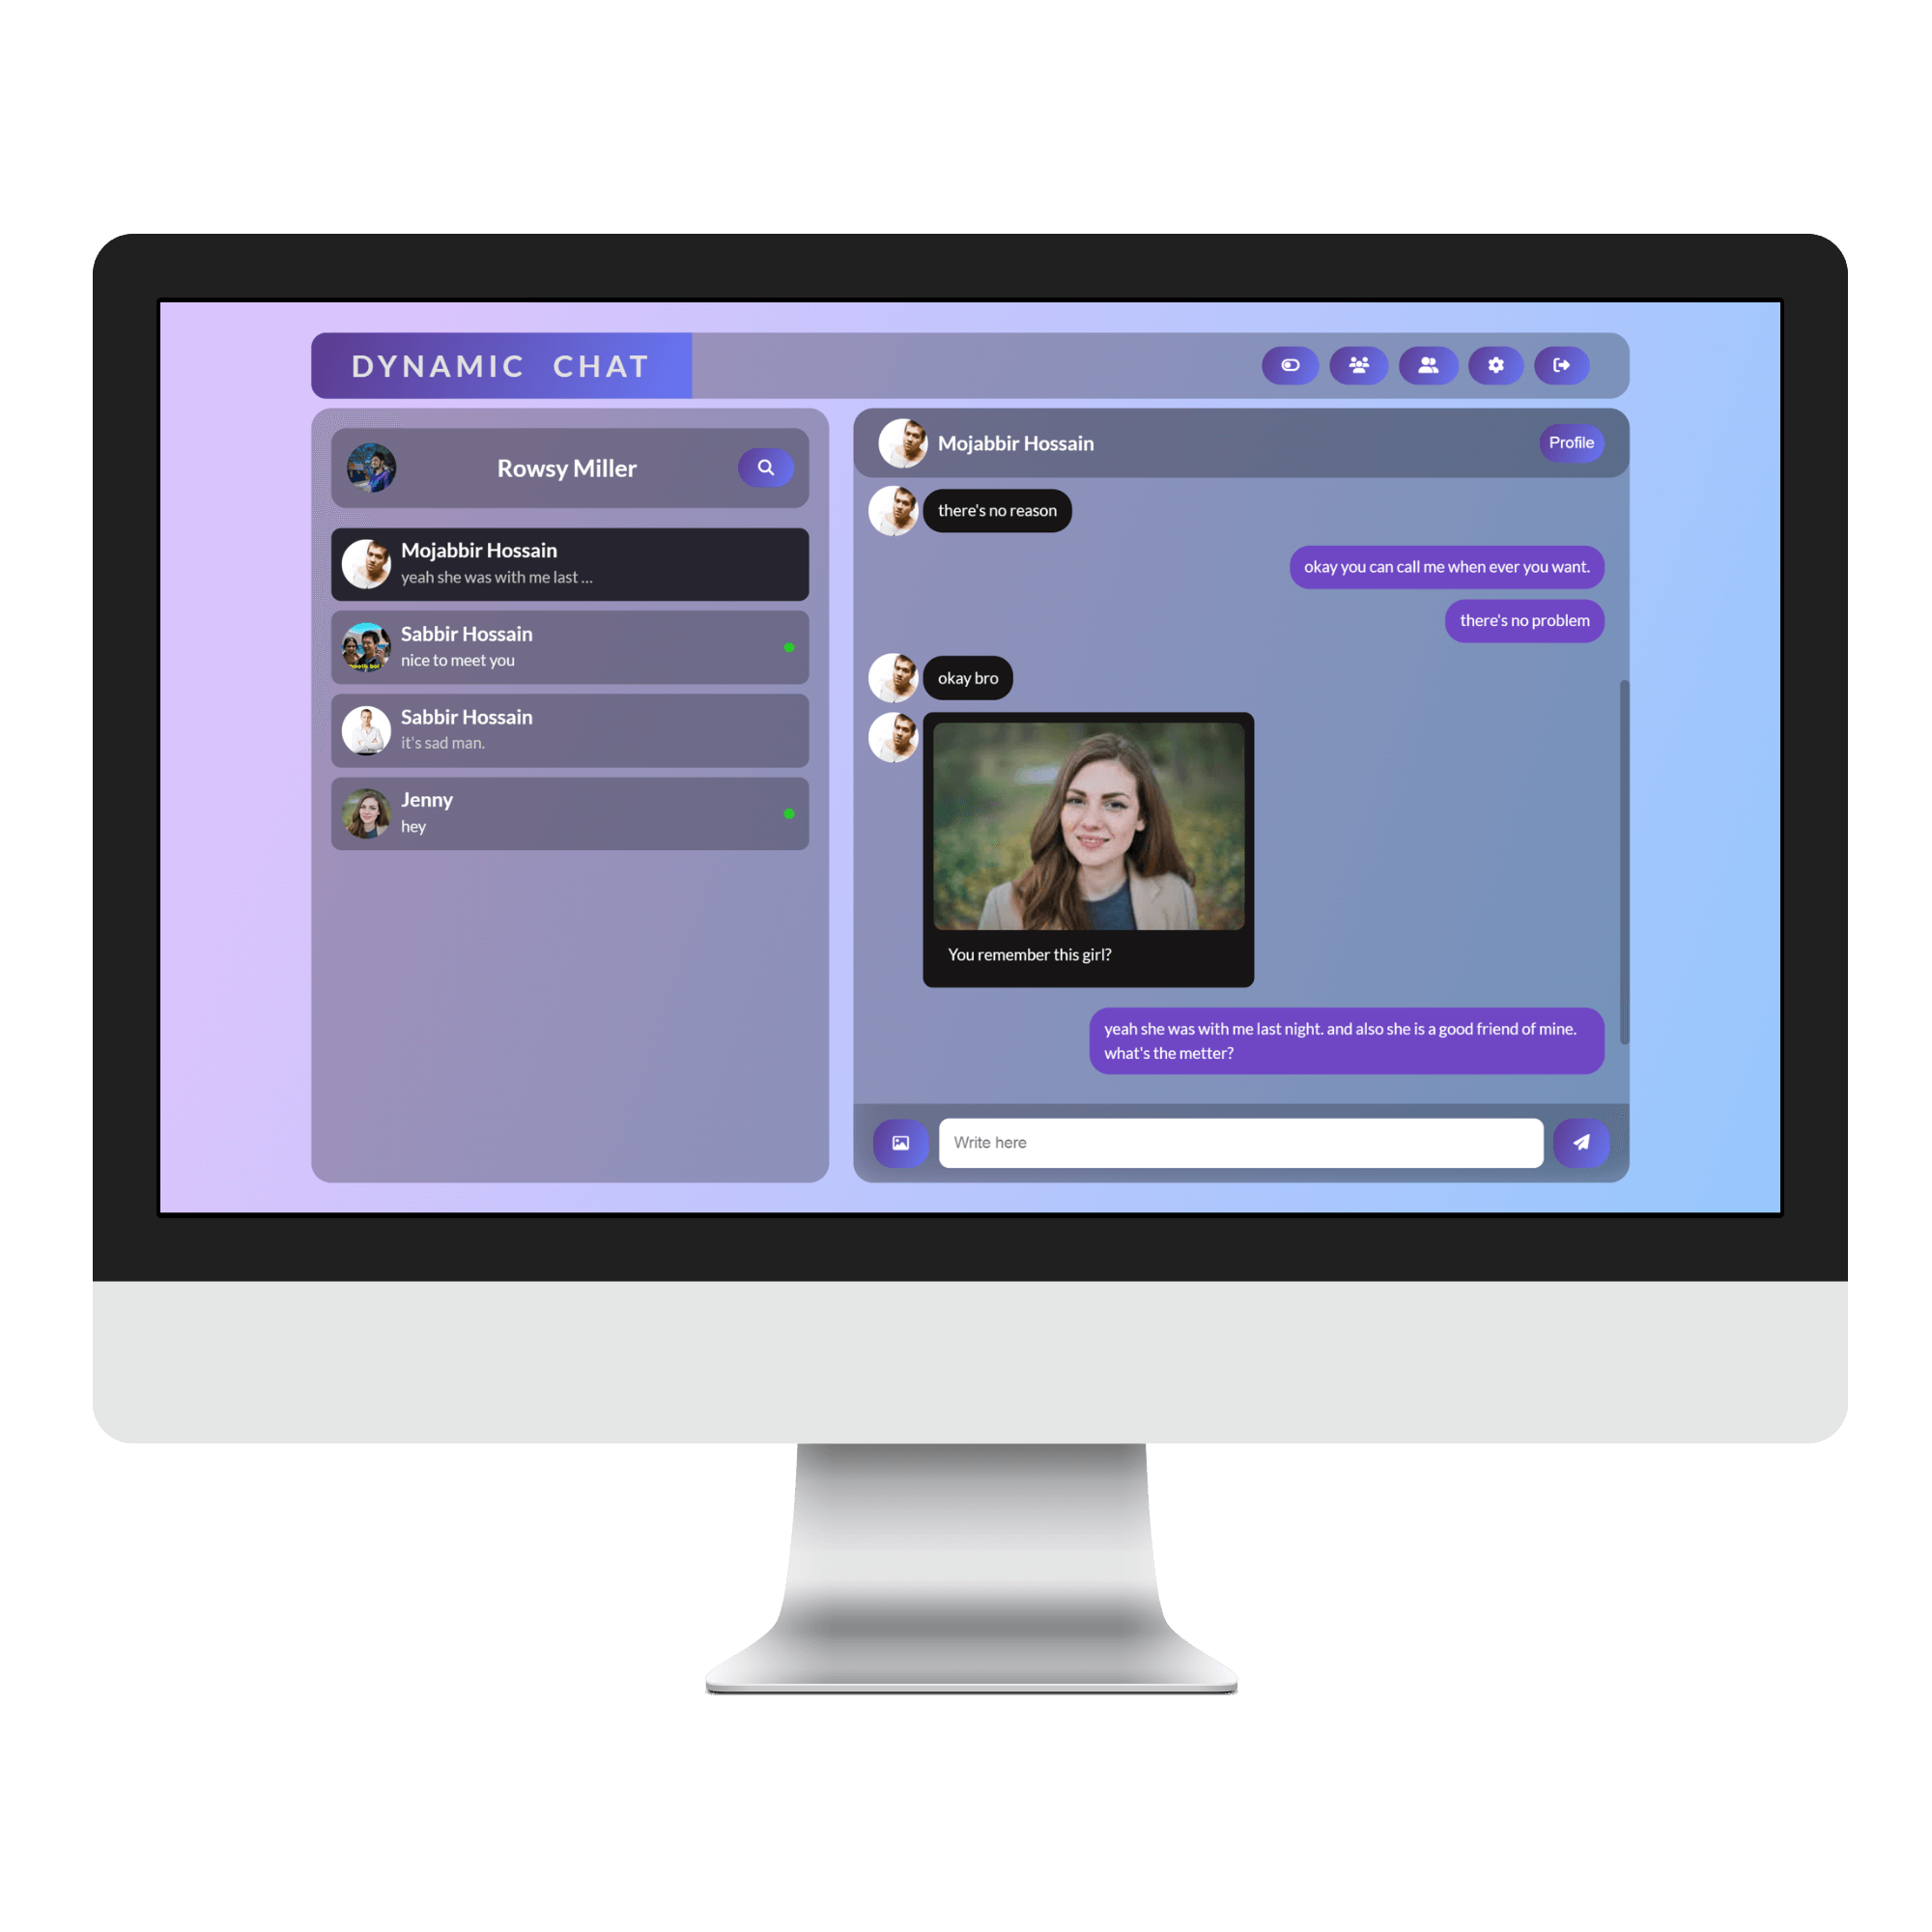 DYNAMIC CHAT
Rowsy Miller
Mojabbir Hossain
yeah she was with me last ...
Sabbir Hossain
nice to meet you
Sabbir Hossain
it's sad man.
Jenny
hey
Mojabbir Hossain
Profile
there's no reason
okay you can call me when ever you want.
there's no problem
okay bro
You remember this girl?
yeah she was with me last night. and also she is a good friend of mine.
what's the metter?
Write here